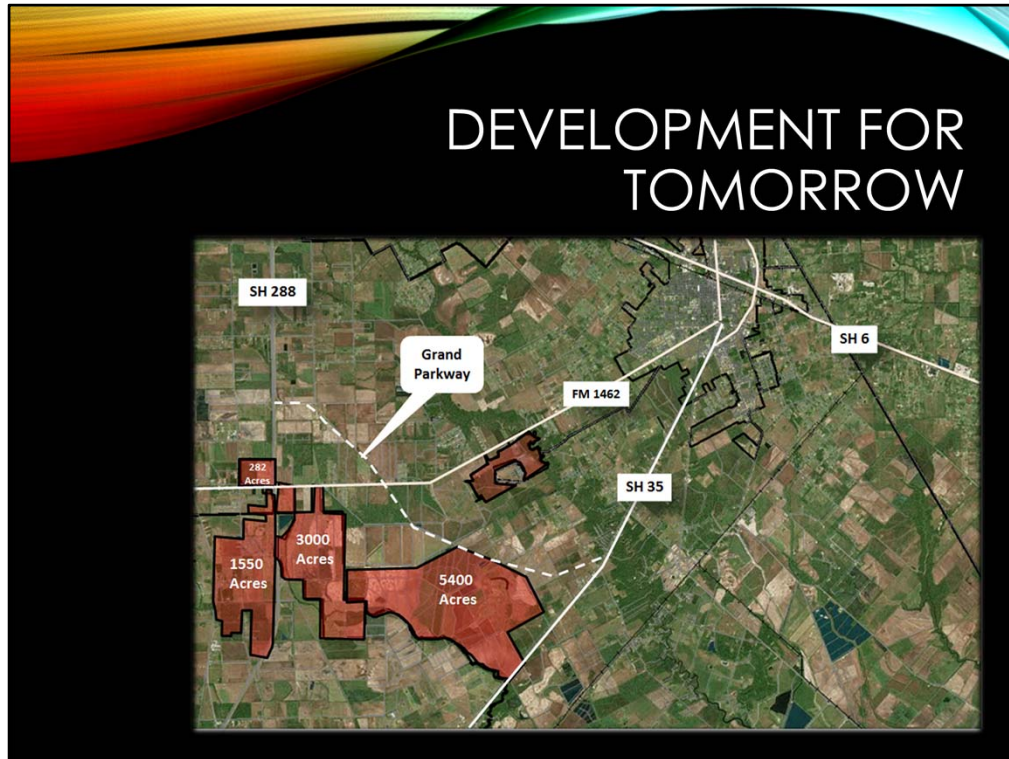 DEVELOPMENT FOR
TOMORROW
SH 288
Grand
Parkway
SH 6
FM 1462
282
Acres
SH 35
3000
Acres
1550
Acres
5400
Acres